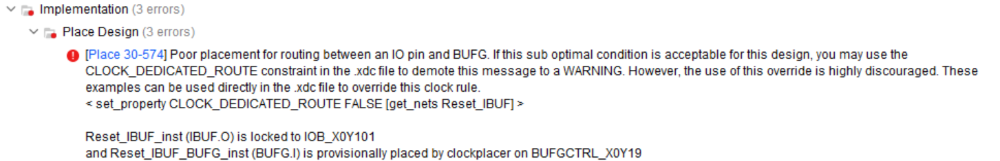 Implementation (3 errors)
Place Design (3 errors)
[Place 30-574] Poor placement for routing between an IO pin and BUFG. If this sub optimal condition is acceptable for this design, you may use the
CLOCK_DEDICATED_ROUTE constraint in the .xdc file to demote this message to a WARNING. However, the use of this override is highly discouraged. These
examples can be used directly in the .xdc file to override this clock rule.
< set_property CLOCK_DEDICATED_ROUTE FALSE [get_nets Reset_IBUF] >
Reset_IBUF_inst (IBUF.O) is locked to IOB_X0Y101
and Reset_IBUF_BUFG_inst (BUFG.I) is provisionally placed by clockplacer on BUFGCTRL_X0Y19